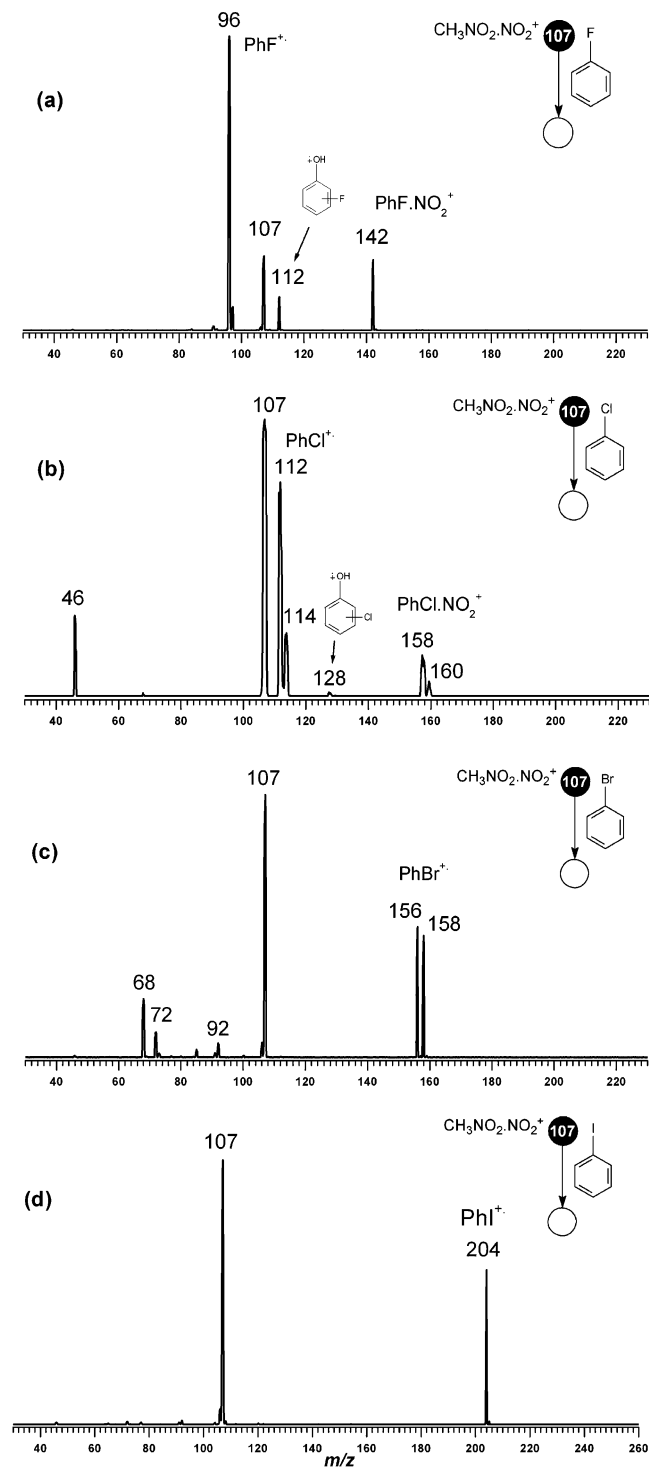 96
PhF+.
CH3NO2.NO2+
107
F
(a)
+.
OH
F
PhF.NO2+
107
112
142
40 60 80 100 120 140 160 180 200 220
107
CH3NO2.NO2+
107
Cl
PhCl+.
112
(b)
+.
OH
Cl
PhCl.NO2+
46
114
128
158
160
40 60 80 100 120 140 160 180 200 220
107
CH3NO2.NO2+
107
Br
(c)
PhBr+.
156
158
68
72
92
40 60 80 100 120 140 160 180 200 220
107
CH3NO2.NO2+
107
I
(d)
PhI+.
204
40 60 80 100 120 140 160 180 200 220 240 260
m/z